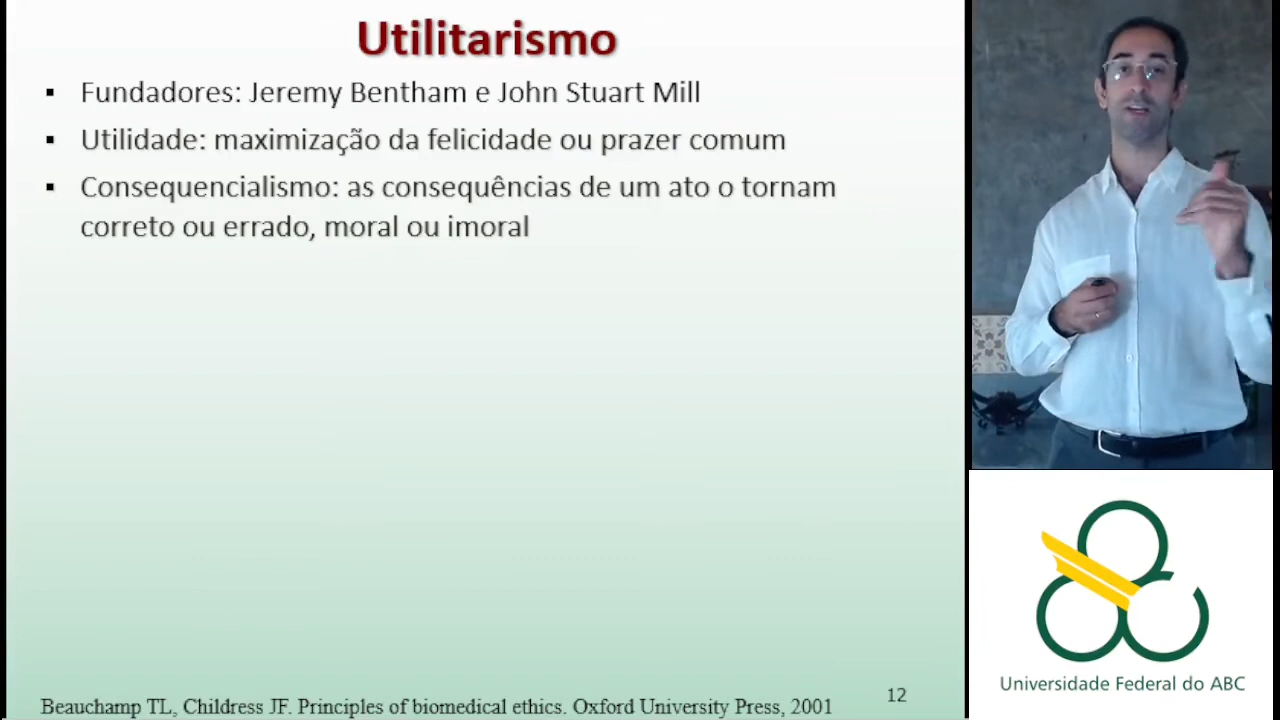 Utilitarismo
▪ Fundadores: Jeremy Bentham e John Stuart Mill
▪ Utilidade: maximização da felicidade ou prazer comum
▪ Consequencialismo: as consequências de um ato o tornam
correto ou errado, moral ou imoral
Beauchamp TL, Childress JF. Principles of biomedical ethics. Oxford University Press, 2001
12
Universidade Federal do ABC